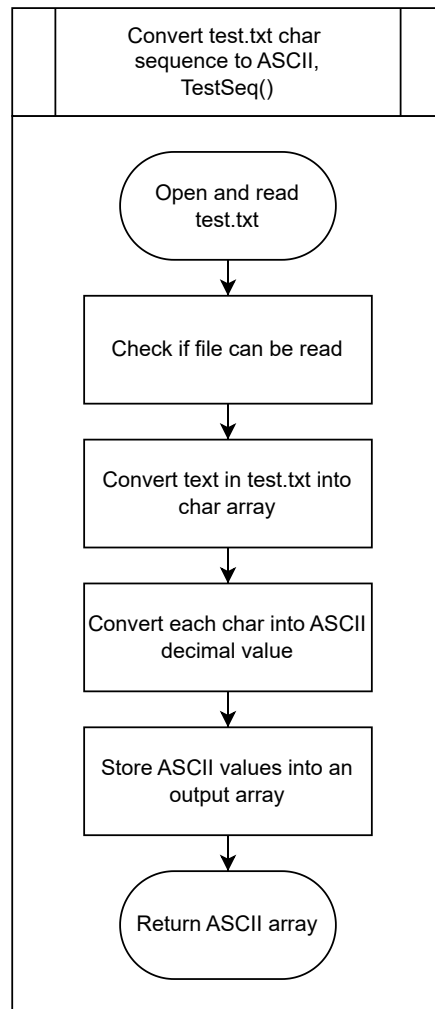 Convert test.txt char
sequence to ASCII,
TestSeq()
Open and read
test.txt
Check if file can be read
Convert text in test.txt into
char array
Convert each char into ASCII
decimal value
Store ASCII values into an
output array
Return ASCII array